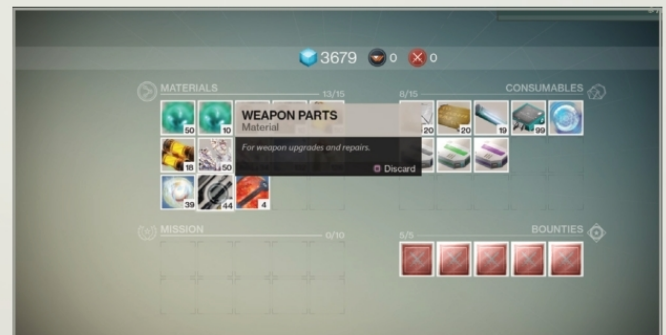 3679 0 0
MATERIALS 13/15
8/15 CONSUMABLES
50 10
WEAPON PARTS
Material
For weapon upgrades and repairs.
Discard
20 20 19 99
18 50
39 44 4
MISSION 0/10
5/5 BOUNTIES